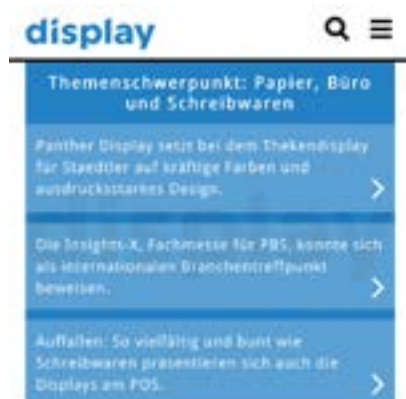 display
Themenschwerpunkt: Papier, Büro
und Schreibwaren
Panther Display setzt bei dem Thekendisplay
für Staedtler auf kräftige Farben und
ausdrucksstarkes Design.
Die Insights-X, Fachmesse für PBS, konnte sich
als internationalen Branchentreffpunkt
beweisen.
Auffallen: So vielfältig und bunt wie
Schreibwaren präsentieren sich auch die
Displays am POS.